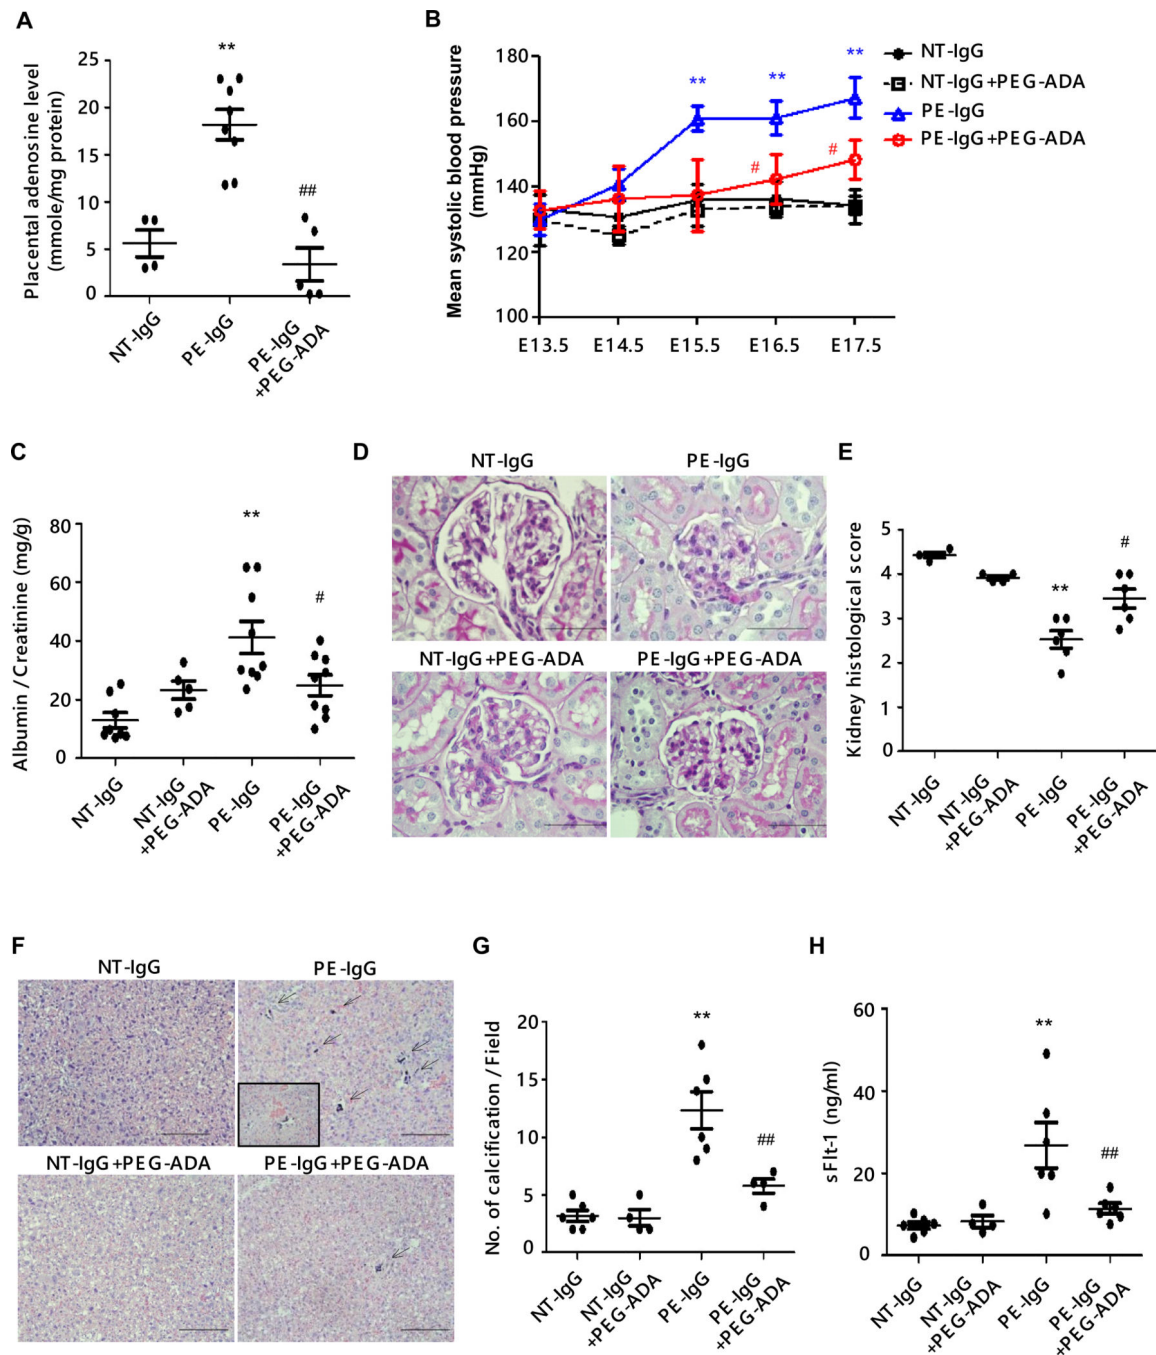 A
Placental adenosine level
(mmole/mg protein)
25
20
15
10
5
0
**
##
NT-IgG
PE-IgG
PE-IgG
+PEG-ADA
B
Mean systolic blood pressure
(mmHg)
180
160
140
120
100
**
**
**
#
#
E13.5
E14.5
E15.5
E16.5
E17.5
NT-IgG
NT-IgG+PEG-ADA
PE-IgG
PE-IgG+PEG-ADA
C
Albumin / Creatinine (mg/g)
80
60
40
20
0
**
#
NT-IgG
NT-IgG
+PEG-ADA
PE-IgG
PE-IgG
+PEG-ADA
D
NT-IgG
PE-IgG
NT-IgG+PEG-ADA
PE-IgG+PEG-ADA
E
Kidney histological score
5
4
3
2
1
0
**
#
NT-IgG
NT-IgG
+PEG-ADA
PE-IgG
PE-IgG
+PEG-ADA
F
NT-IgG
PE-IgG
NT-IgG+PEG-ADA
PE-IgG+PEG-ADA
G
No. of calcification / Field
20
15
10
5
0
**
##
NT-IgG
NT-IgG
+PEG-ADA
PE-IgG
PE-IgG
+PEG-ADA
H
sFlt-1 (ng/ml)
60
40
20
0
**
##
NT-IgG
NT-IgG
+PEG-ADA
PE-IgG
PE-IgG
+PEG-ADA